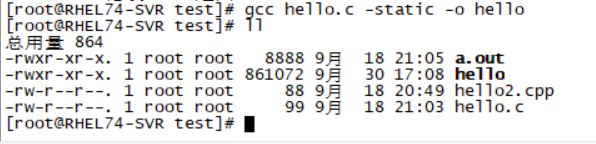 [root@RHEL74-SVR test]# gcc hello.c -static -o hello
[root@RHEL74-SVR test]# ll
总用量 864
-rwxr-xr-x. 1 root root   8888 9月  18 21:05 a.out
-rwxr-xr-x. 1 root root 861072 9月  30 17:08 hello
-rw-r--r--. 1 root root     88 9月  18 20:49 hello2.cpp
-rw-r--r--. 1 root root     99 9月  18 21:03 hello.c
[root@RHEL74-SVR test]#